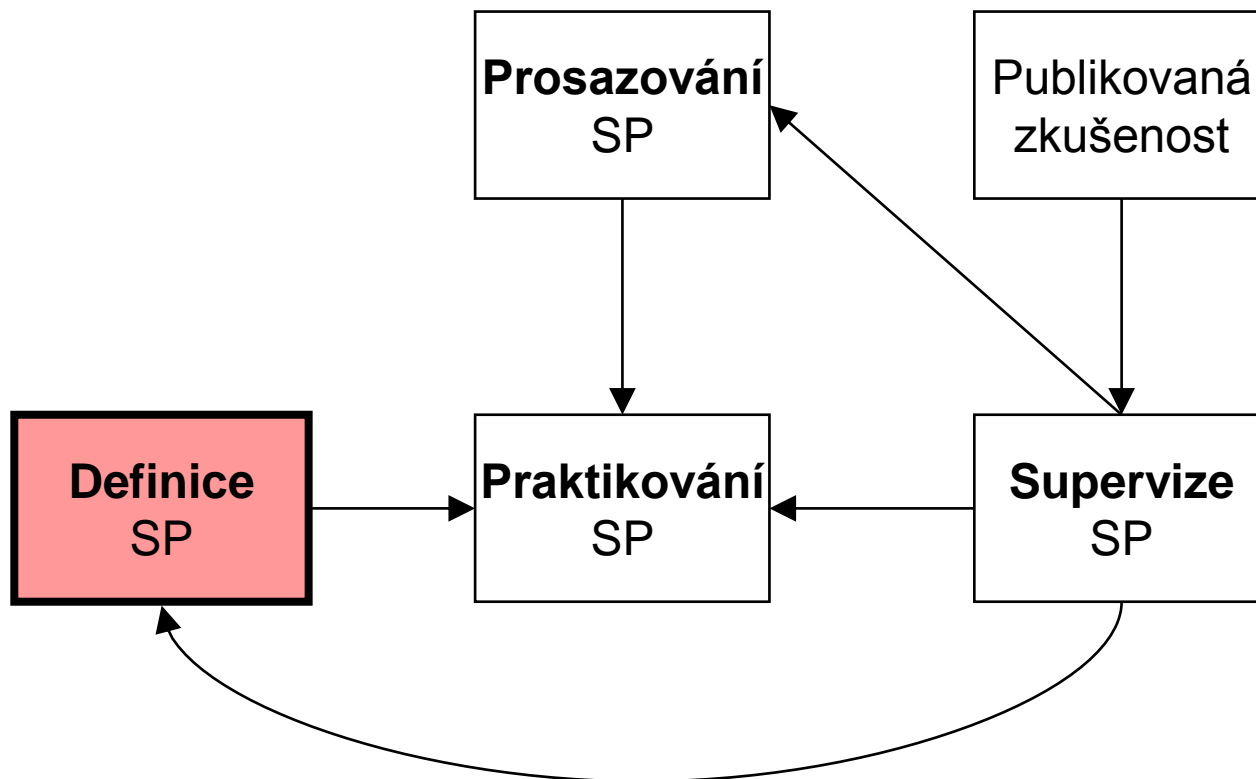 Prosazování
SP
Publikovaná
zkušenost
Definice
SP
Praktikování
SP
Supervize
SP